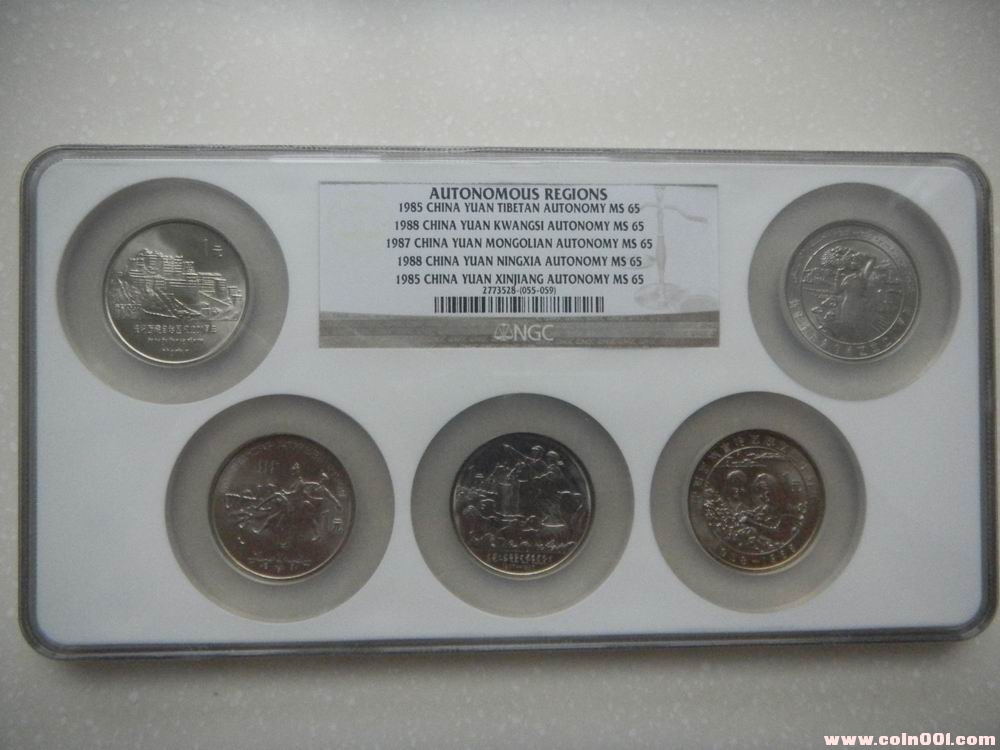 AUTONOMOUS REGIONS
1985 CHINA YUAN TIBETAN AUTONOMY MS 65
1988 CHINA YUAN KWANGSI AUTONOMY MS 65
1987 CHINA YUAN MONGOLIAN AUTONOMY MS 65
1988 CHINA YUAN NINGXIA AUTONOMY MS 65
1985 CHINA YUAN XINJIANG AUTONOMY MS 65
2773528-(055-059)
NGC
1元
www.coin001.com